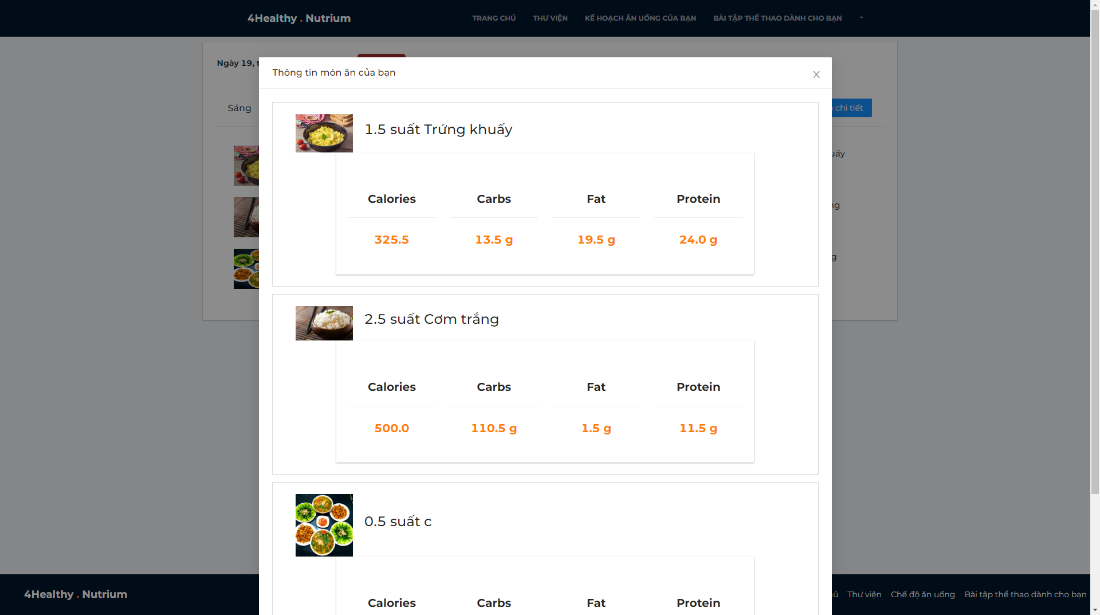 4Healthy . Nutrium TRANG CHỦ THƯ VIỆN KẾ HOẠCH ĂN UỐNG CỦA BẠN BÀI TẬP THỂ THAO DÀNH CHO BẠN
Ngày 19,
Thông tin món ăn của bạn
X
Sáng
chi tiết
1.5 suất Trứng khuấy
Calories Carbs Fat Protein
325.5 13.5 g 19.5 g 24.0 g
2.5 suất Cơm trắng
Calories Carbs Fat Protein
500.0 110.5 g 1.5 g 11.5 g
0.5 suất c
Calories Carbs Fat Protein
4Healthy . Nutrium Thư viện Chế độ ăn uống Bài tập thể thao dành cho bạn